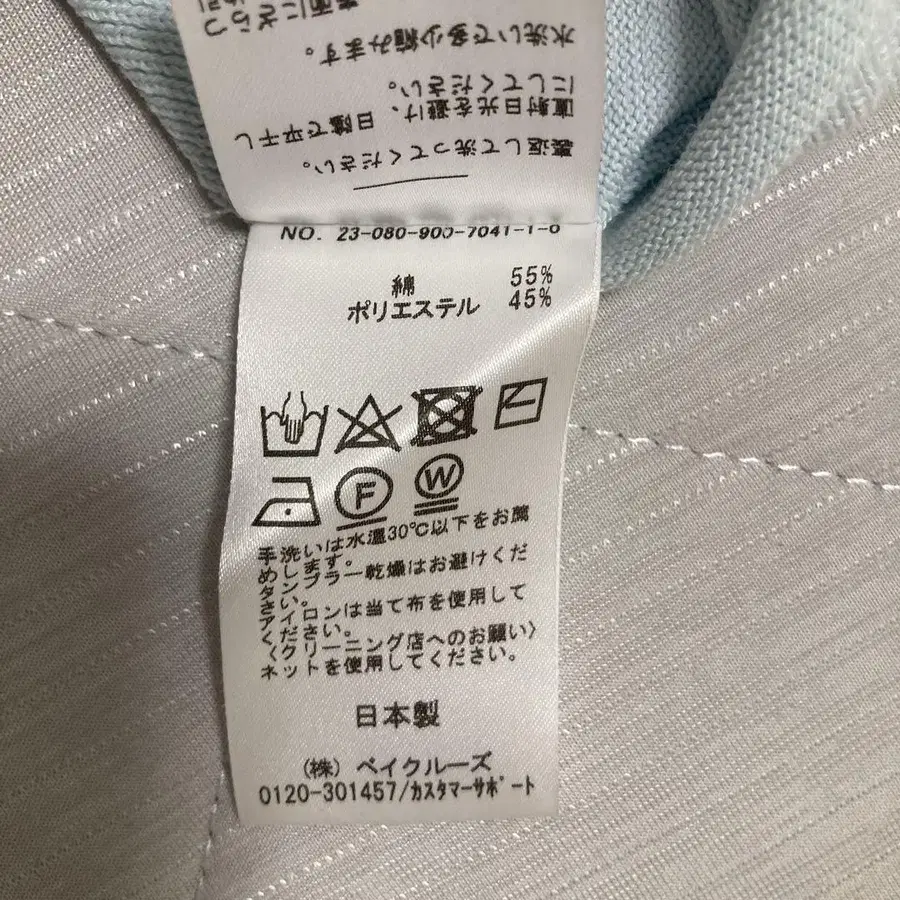 裏返して洗ってください。
直射日光を避け、日陰で平干し
にしてください。
水洗いで多少縮みます。
表面にざらつ
NO. 23-080-900-7041-1-6
綿 55%
ポリエステル 45%
F W
手洗いは水温30℃以下をお薦
めします。
タンブラー乾燥はお避けくだ
さい。
アイロンは当て布を使用して
ください。
〈クリーニング店へのお願い〉
ネットを使用してください。
日本製
（株）ベイクルーズ
0120-301457/カスタマーサポート